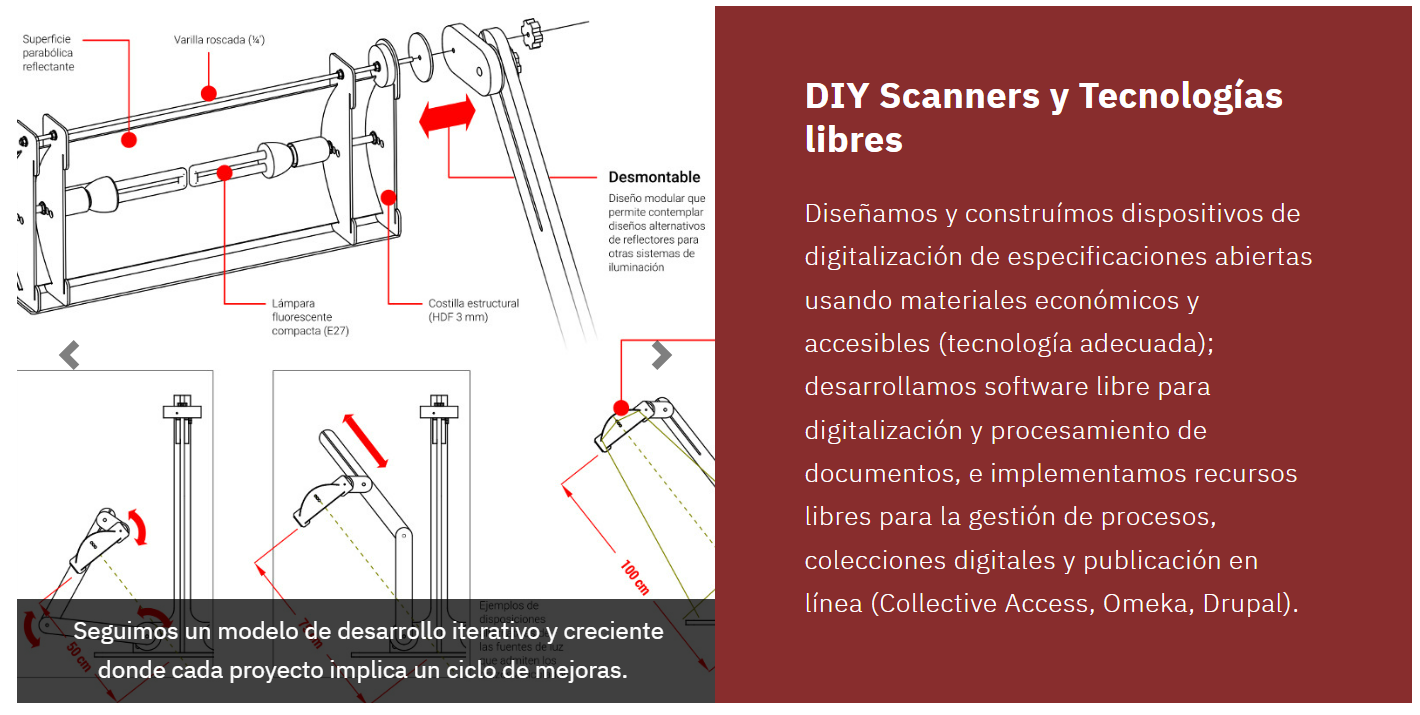 Superficie
parabólica
reflectante
Varilla roscada (¼")
Desmontable
Diseño modular que
permite contemplar
diseños alternativos
de reflectores para
otras sistemas de
iluminación
Lámpara
fluorescente
compacta (E27)
Costilla estructural
(HDF 3 mm)
100 cm
50 cm
Ejemplos de
disposiciones
las fuentes de luz
que admiten los
Seguimos un modelo de desarrollo iterativo y creciente
donde cada proyecto implica un ciclo de mejoras.
DIY Scanners y Tecnologías
libres
Diseñamos y construímos dispositivos de
digitalización de especificaciones abiertas
usando materiales económicos y
accesibles (tecnología adecuada);
desarrollamos software libre para
digitalización y procesamiento de
documentos, e implementamos recursos
libres para la gestión de procesos,
colecciones digitales y publicación en
línea (Collective Access, Omeka, Drupal).